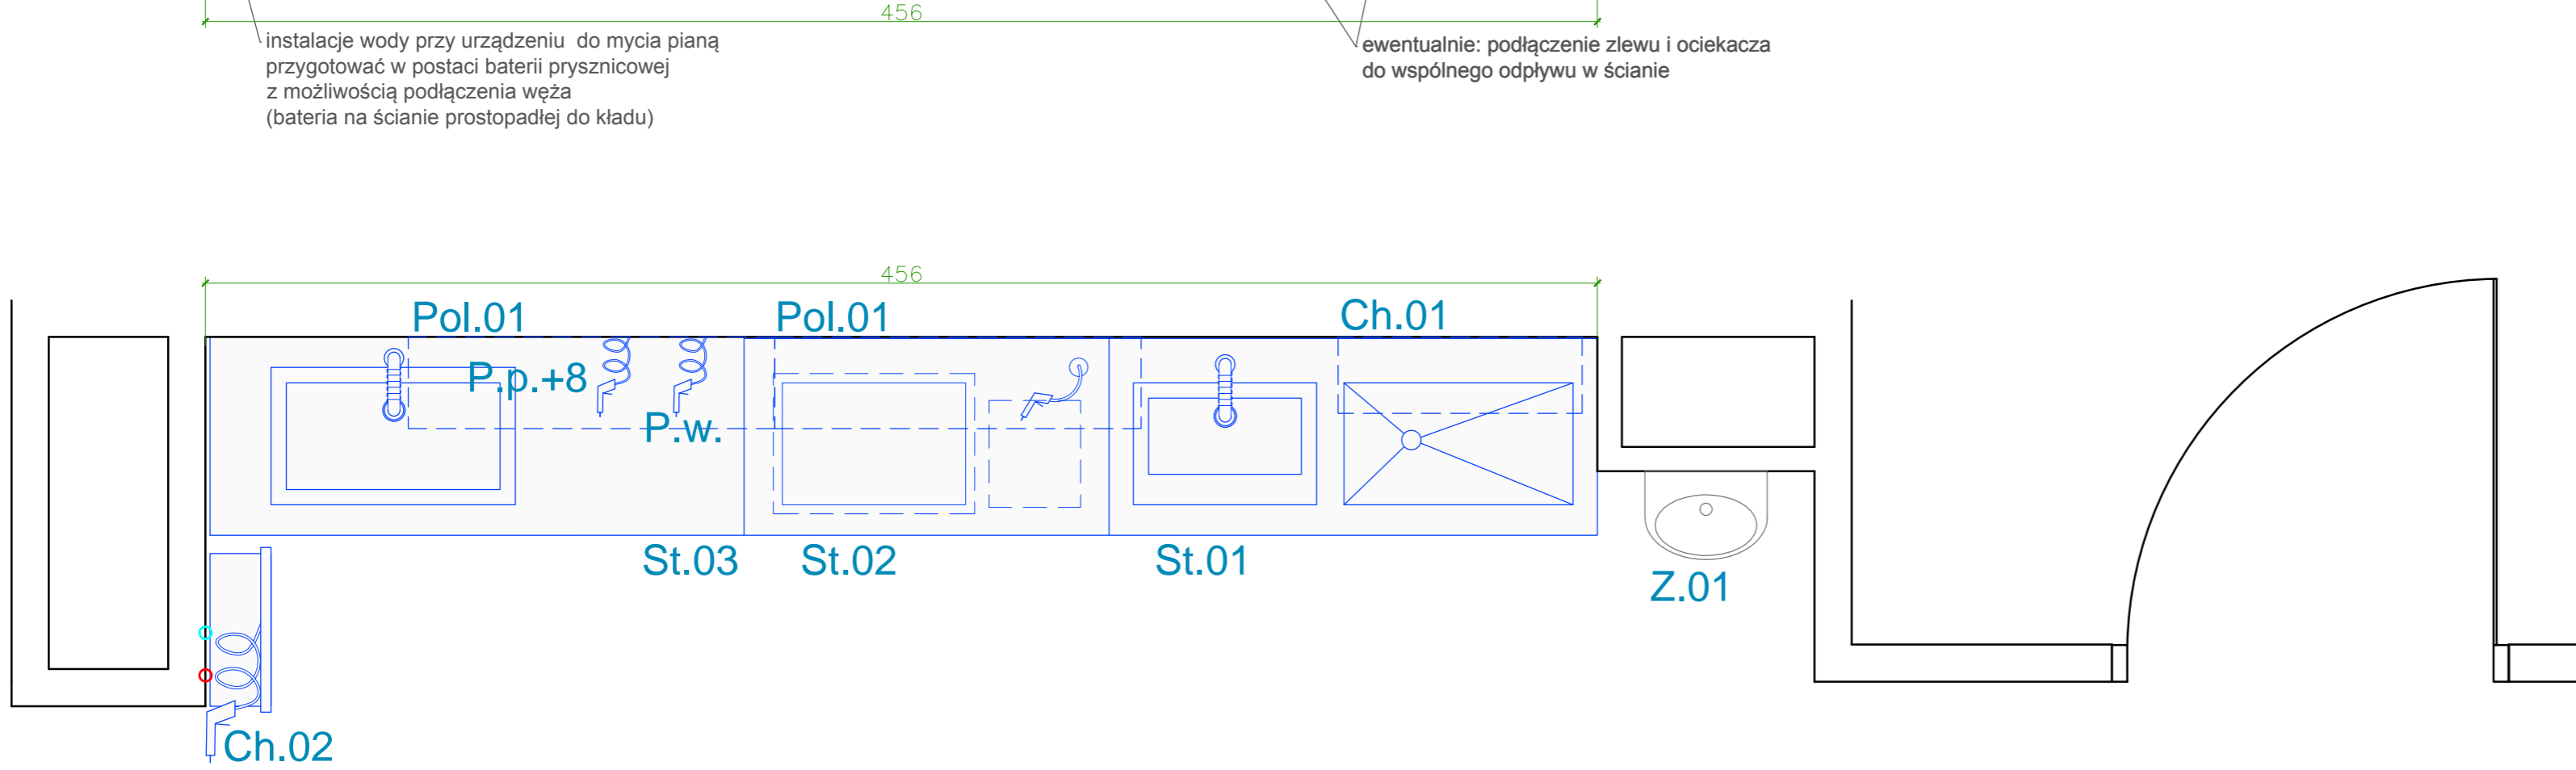 456
instalacje wody przy urządzeniu do mycia pianą
przygotować w postaci baterii prysznicowej
z możliwością podłączenia węża
(bateria na ścianie prostopadłej do kładu)
ewentualnie: podłączenie zlewu i ociekacza
do wspólnego odpływu w ścianie
456
Pol.01
Pol.01
Ch.01
P.p.+8
P.w.
St.03
St.02
St.01
Z.01
Ch.02